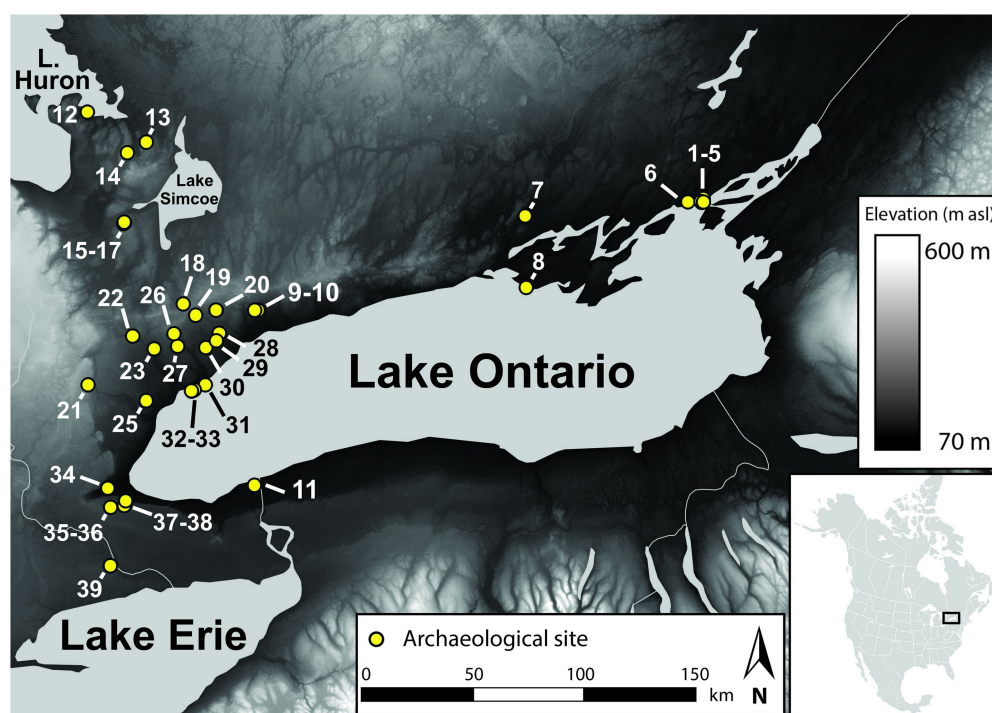 L.
Huron
12
13
14
Lake
Simcoe
15-17
1-5
6
7
8
Elevation (m asl)
600 m
70 m
18
19
20
9-10
22
26
23
27
28
29
30
21
25
31
32-33
Lake Ontario
34
11
35-36
37-38
39
Lake Erie
Archaeological site
0 50 100 150
km
N